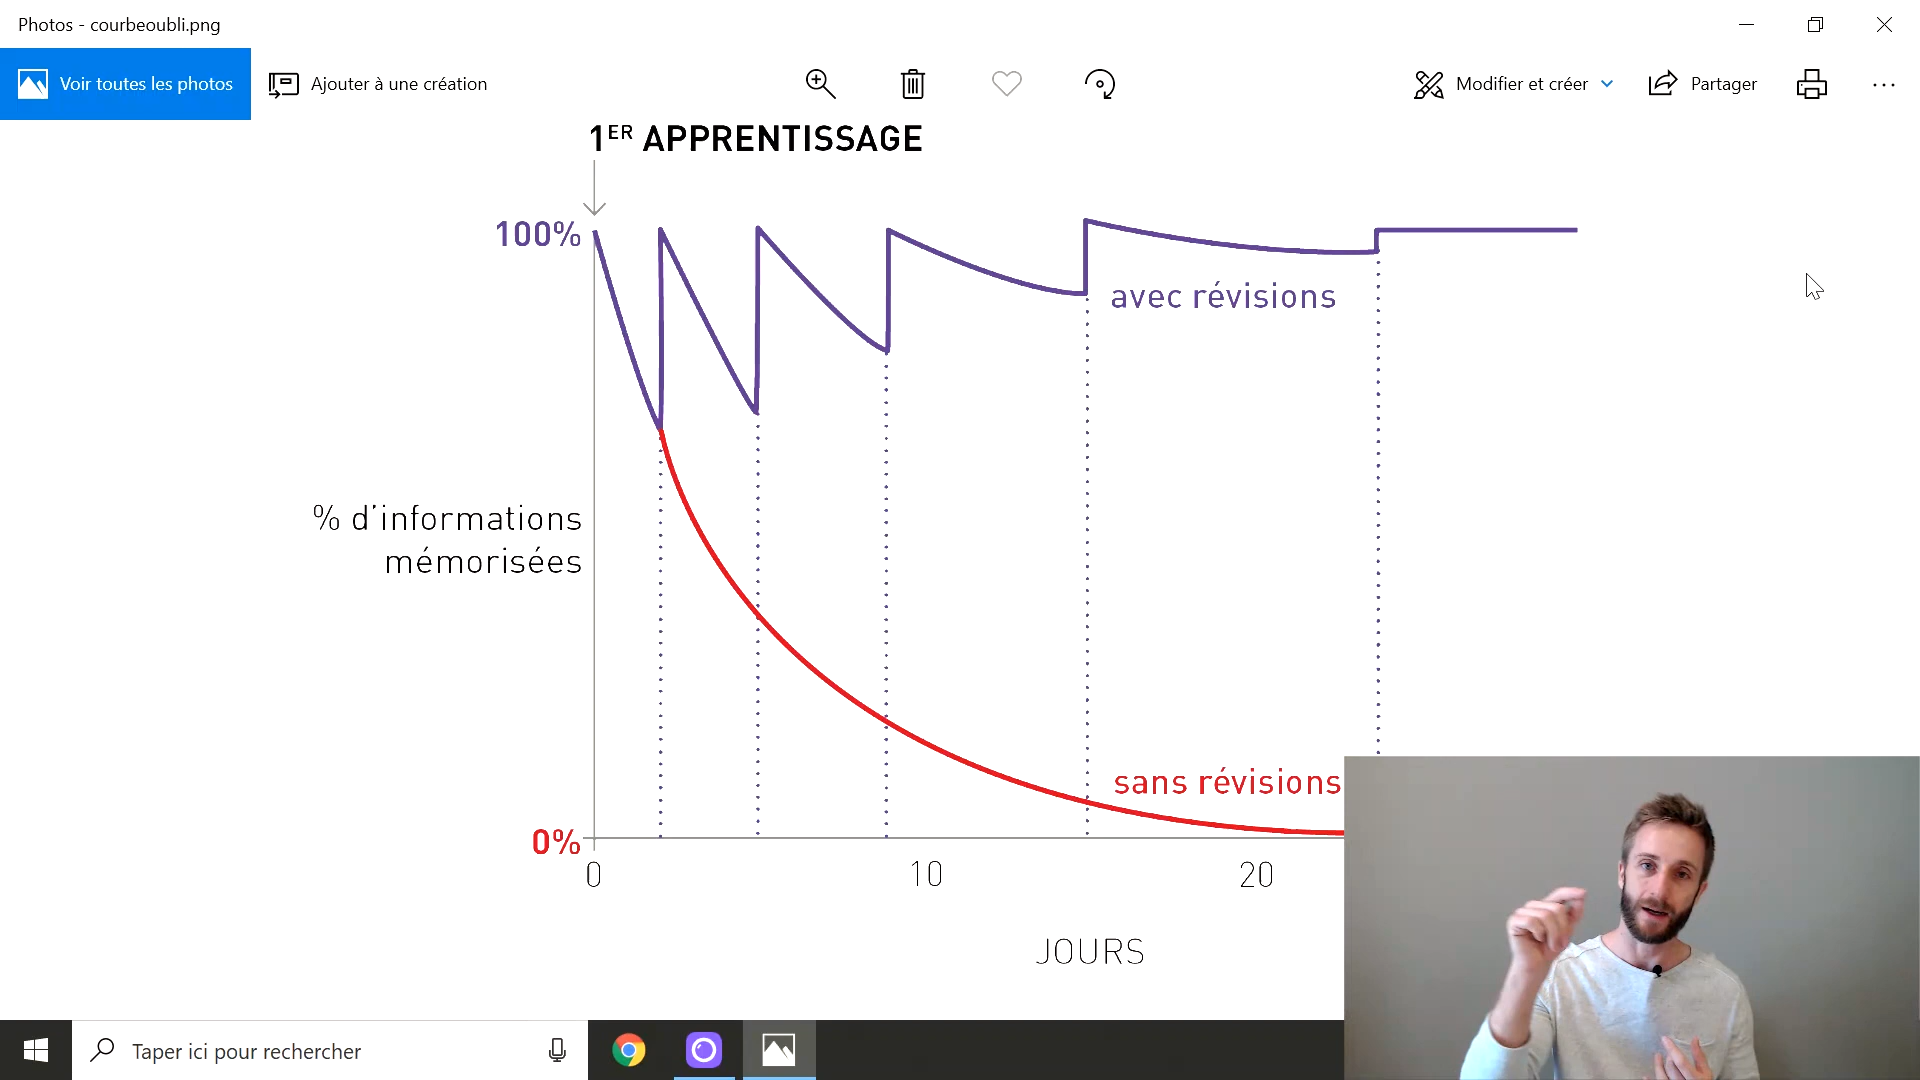 Photos - courbeoubli.png
Voir toutes les photos
Ajouter à une création
Modifier et créer
Partager
1ER APPRENTISSAGE
100%
avec révisions
% d'informations
mémorisées
sans révisions
0%
0
10
20
JOURS
Taper ici pour rechercher